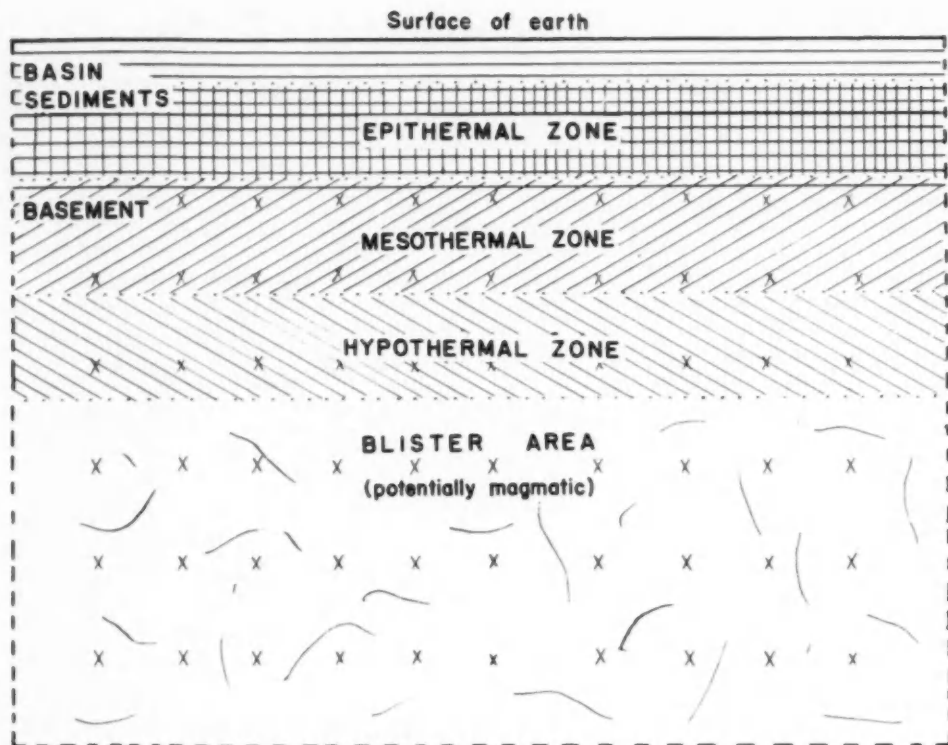 Surface of earth
BASIN
SEDIMENTS
EPITHERMAL ZONE
BASEMENT
MESOTHERMAL ZONE
HYPOTHERMAL ZONE
BLISTER AREA
(potentially magmatic)